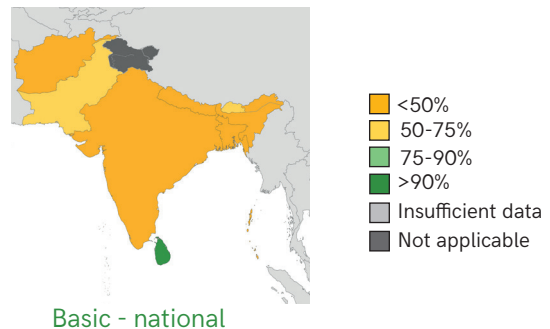 <50%
50-75%
75-90%
>90%
Insufficient data
Not applicable
Basic - national